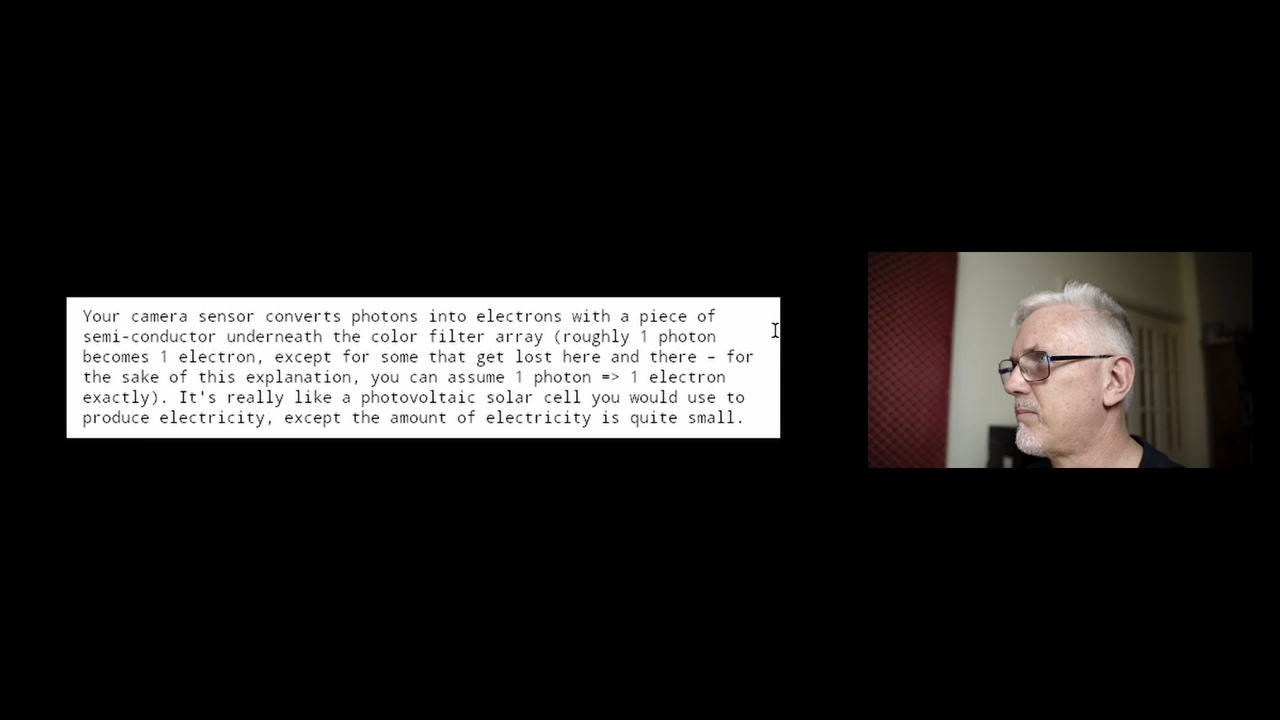 Your camera sensor converts photons into electrons with a piece of
semi-conductor underneath the color filter array (roughly 1 photon
becomes 1 electron, except for some that get lost here and there – for
the sake of this explanation, you can assume 1 photon => 1 electron
exactly). It's really like a photovoltaic solar cell you would use to
produce electricity, except the amount of electricity is quite small.